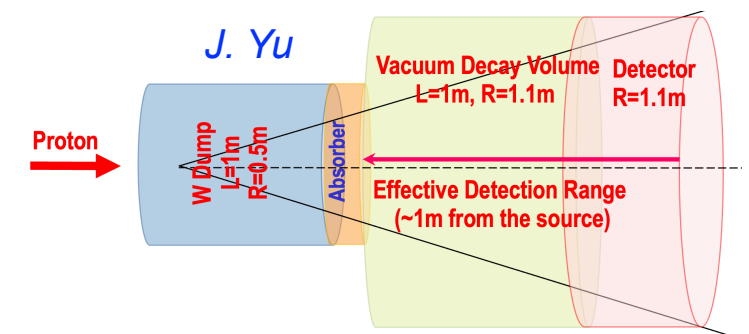 J. Yu
Vacuum Decay Volume
L=1m, R=1.1m
Detector
R=1.1m
Proton
W Dump
L=1m
R=0.5m
Absorber
Effective Detection Range
(~1m from the source)